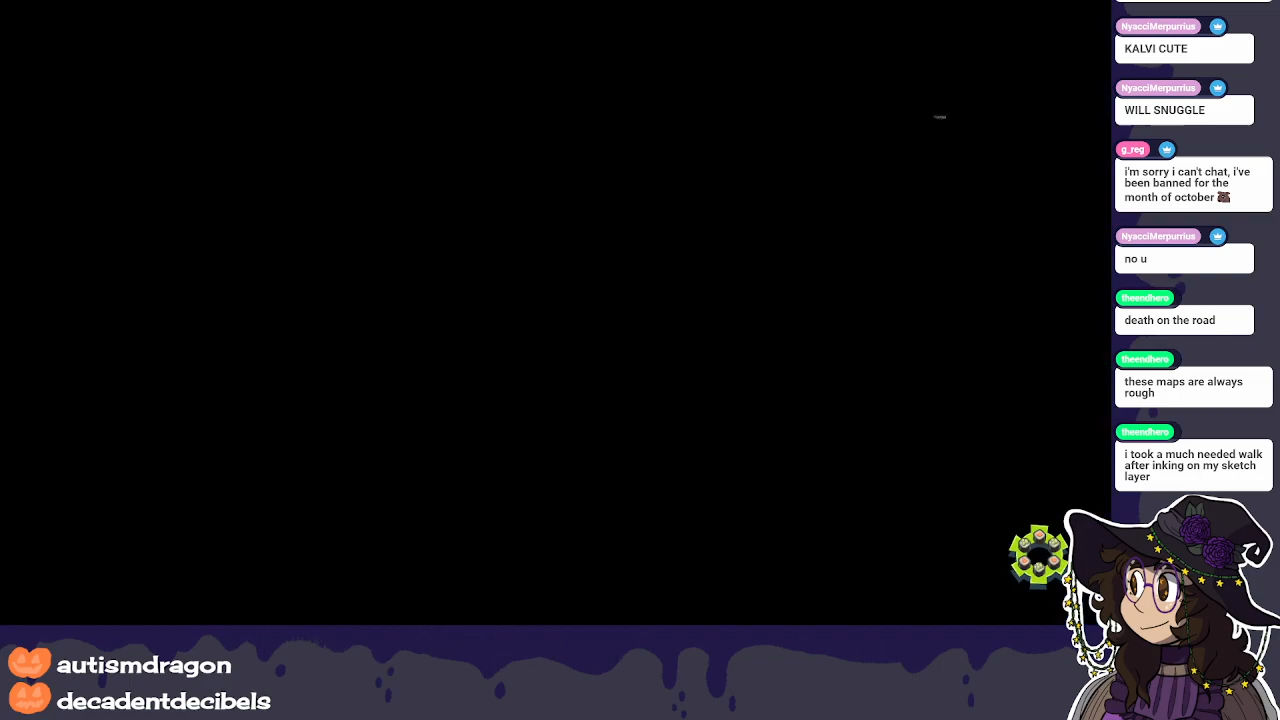 NyacciMerpurrius
KALVI CUTE
NyacciMerpurrius
WILL SNUGGLE
g_reg
i'm sorry i can't chat, i've
been banned for the
month of october
NyacciMerpurrius
no u
theendhero
death on the road
theendhero
these maps are always
rough
theendhero
i took a much needed walk
after inking on my sketch
layer
autismdragon
decadentdecibels